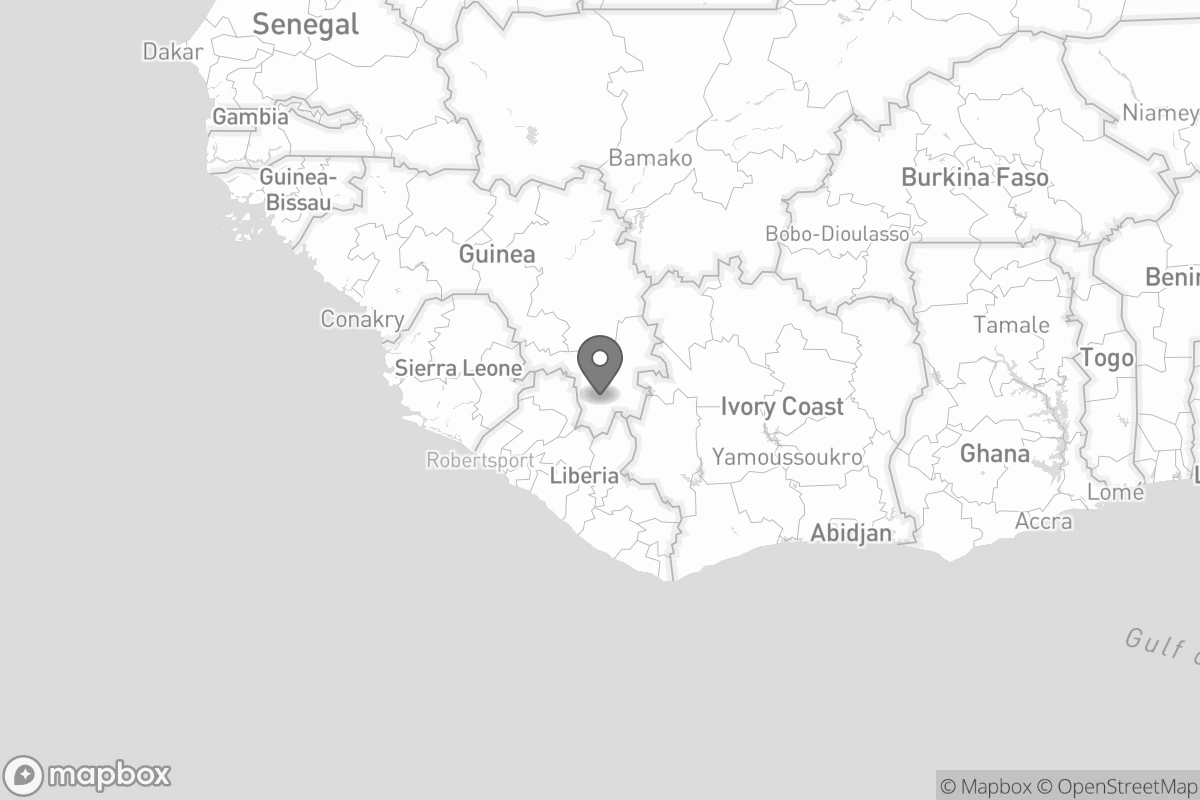 Senegal
Dakar
Gambia
Niamey
Bamako
Guinea-
Bissau
Burkina Faso
Bobo-Dioulasso
Guinea
Benin
Conakry
Tamale
Togo
Sierra Leone
Ivory Coast
Ghana
Robertsport
Yamoussoukro
Liberia
L
Lomé
Accra
Abidjan
Gulf o
mapbox
© Mapbox © OpenStreetMap